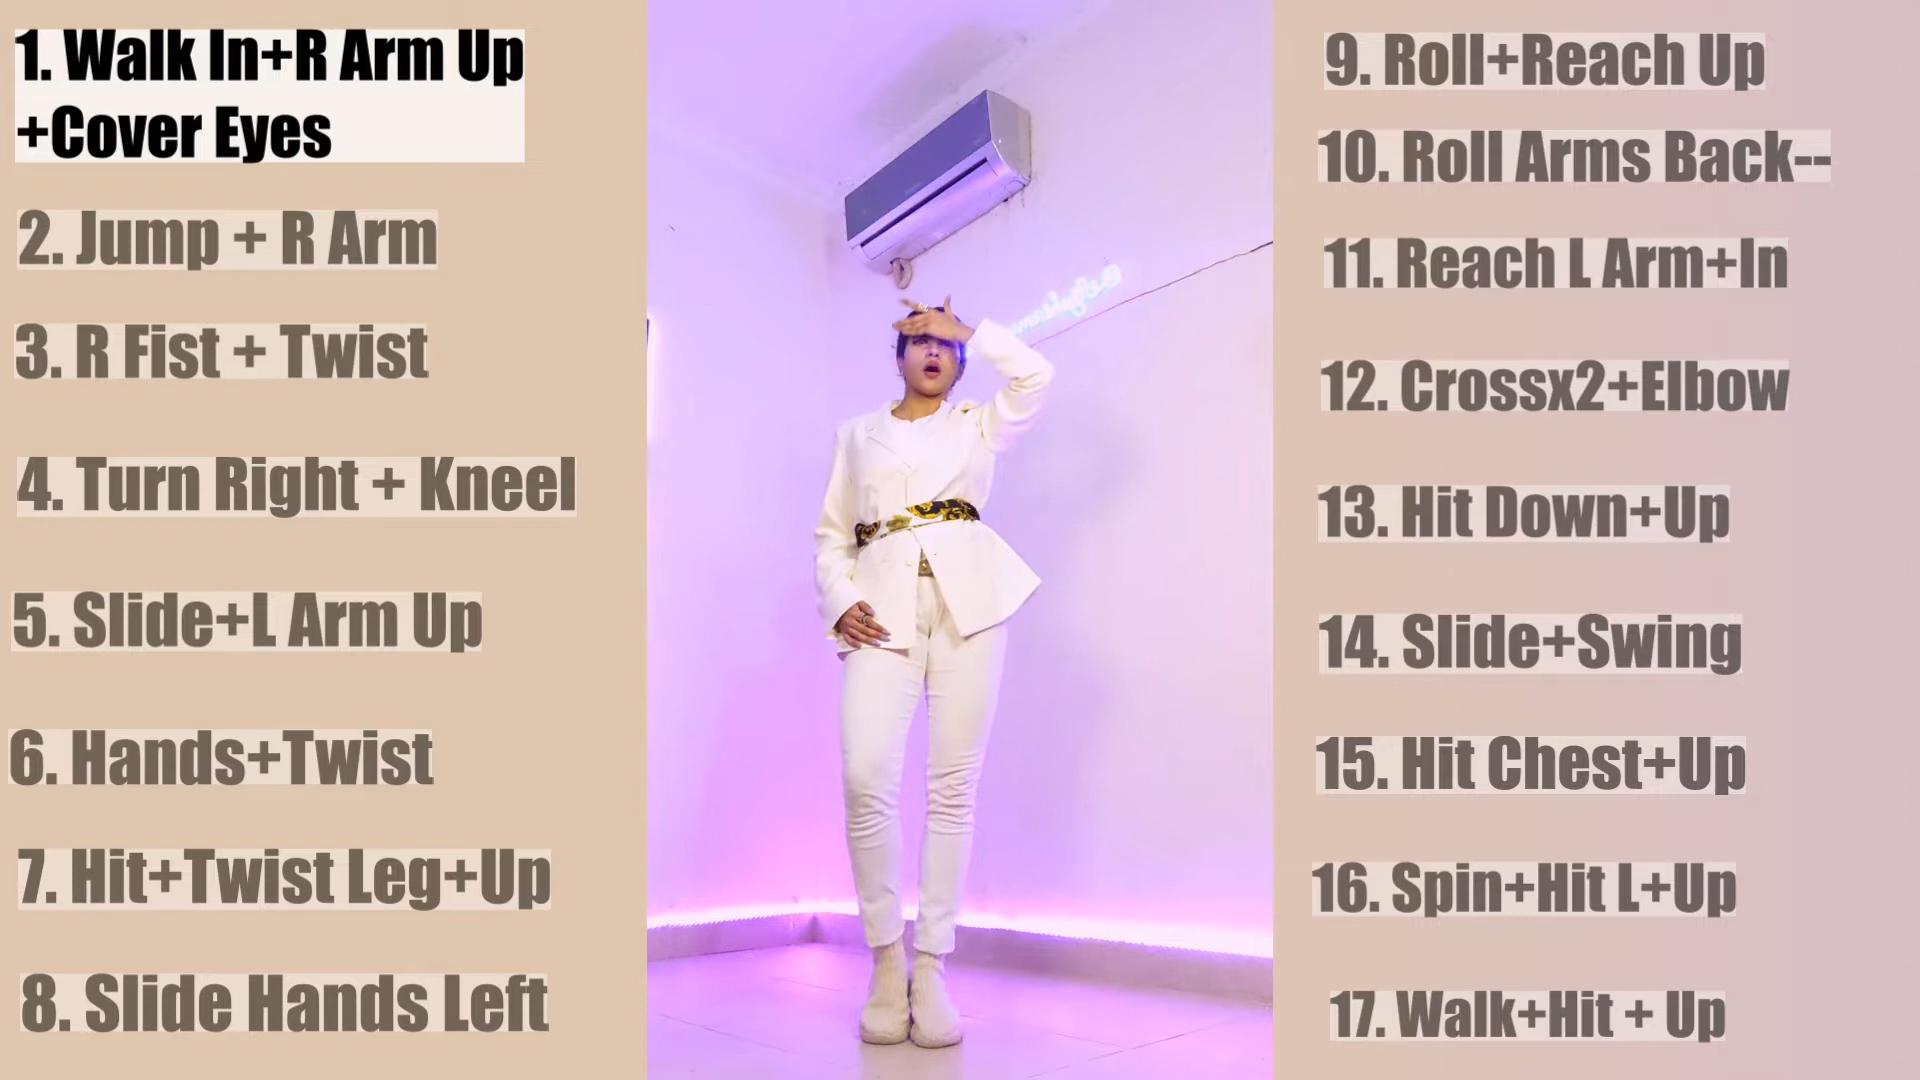 1. Walk In+R Arm Up
+Cover Eyes
2. Jump + R Arm
3. R Fist + Twist
4. Turn Right + Kneel
5. Slide+L Arm Up
6. Hands+Twist
7. Hit+Twist Leg+Up
8. Slide Hands Left
9. Roll+Reach Up
10. Roll Arms Back--
11. Reach L Arm+In
12. Crossx2+Elbow
13. Hit Down+Up
14. Slide+Swing
15. Hit Chest+Up
16. Spin+Hit L+Up
17. Walk+Hit + Up